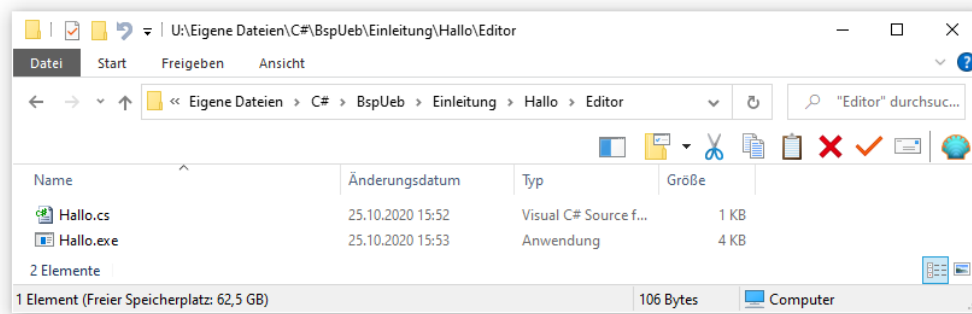 U:\Eigene Dateien\C#\BspUeb\Einleitung\Hallo\Editor
Datei Start Freigeben Ansicht
« Eigene Dateien > C# > BspUeb > Einleitung > Hallo > Editor "Editor" durchsuc...
Name Änderungsdatum Typ Größe
Hallo.cs 25.10.2020 15:52 Visual C# Source f... 1 KB
Hallo.exe 25.10.2020 15:53 Anwendung 4 KB
2 Elemente
1 Element (Freier Speicherplatz: 62,5 GB) 106 Bytes Computer